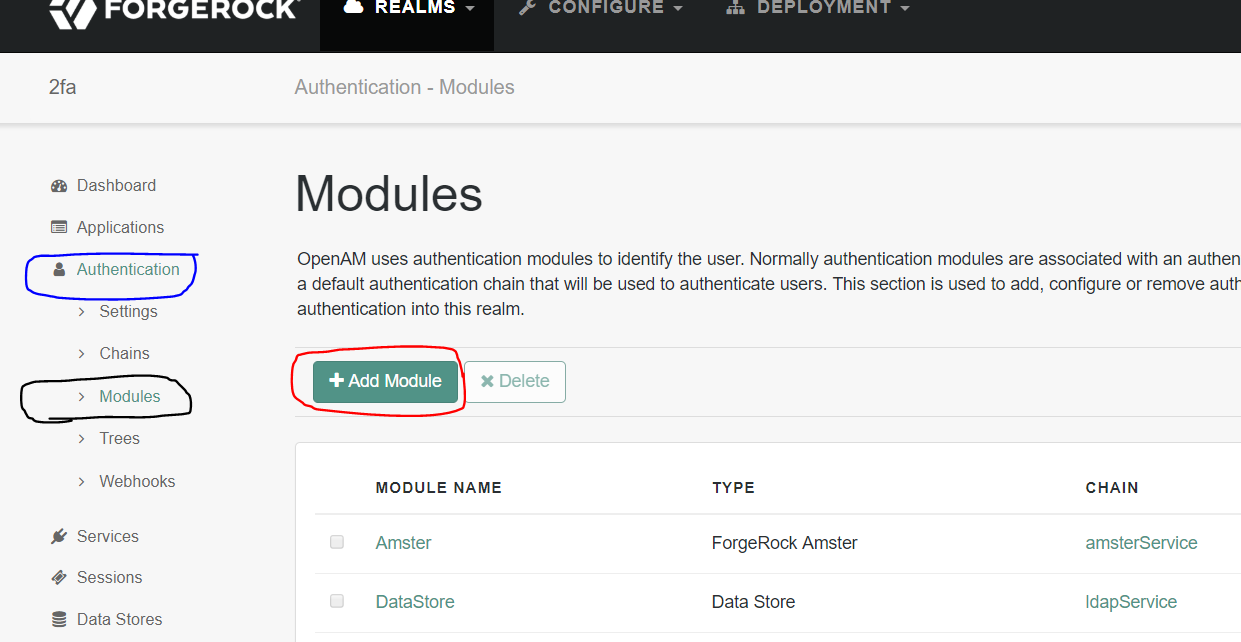 FORGEROCK
REALMS
CONFIGURE
DEPLOYMENT
2fa
Authentication - Modules
Dashboard
Applications
Authentication
Settings
Chains
Modules
Trees
Webhooks
Services
Sessions
Data Stores
Modules
OpenAM uses authentication modules to identify the user. Normally authentication modules are associated with an authen
a default authentication chain that will be used to authenticate users. This section is used to add, configure or remove auth
authentication into this realm.
Add Module
Delete
MODULE NAME TYPE CHAIN
Amster ForgeRock Amster amsterService
DataStore Data Store ldapService